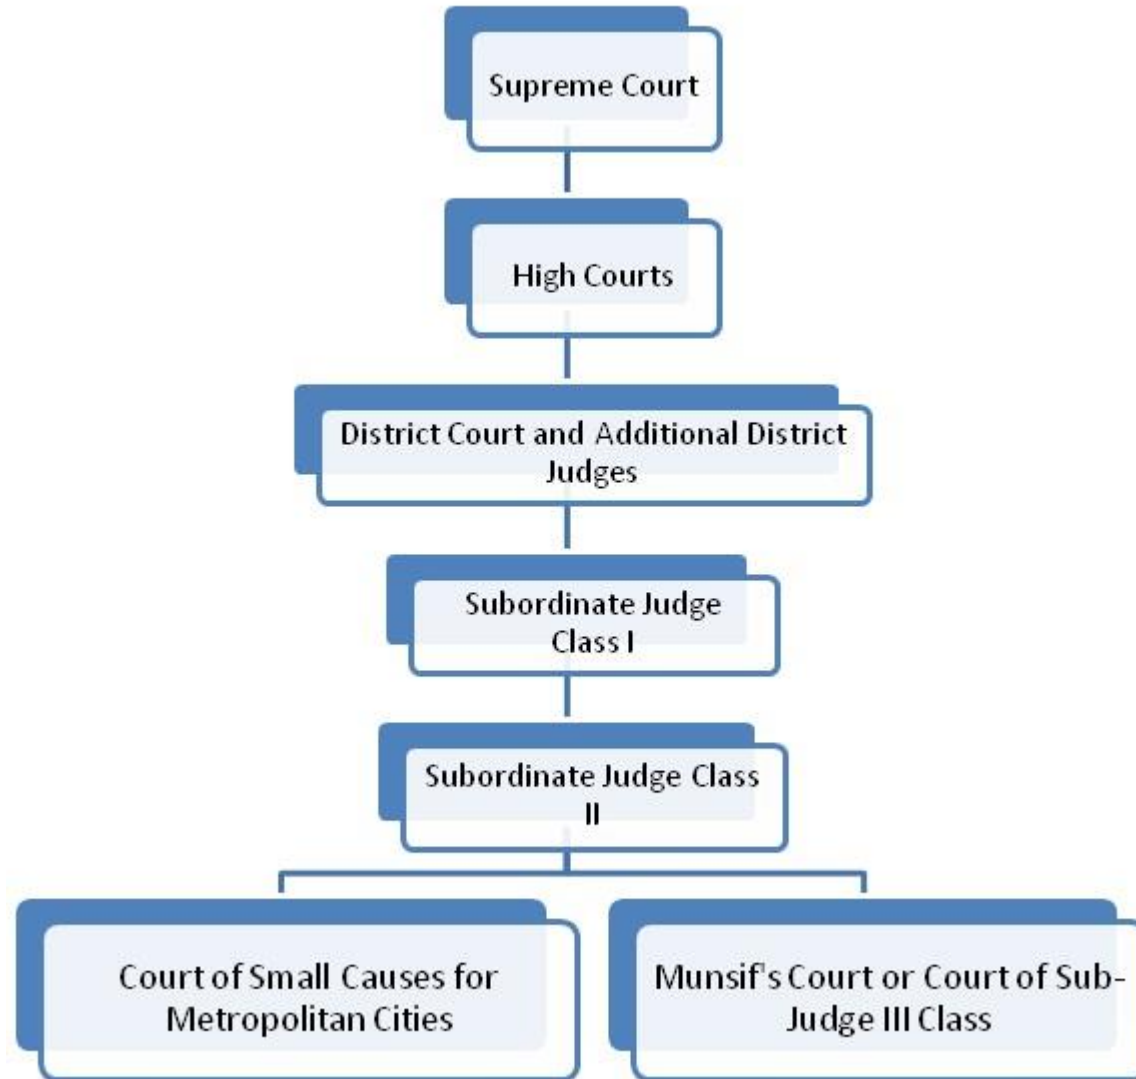 Supreme Court
High Courts
District Court and Additional District
Judges
Subordinate Judge
Class I
Subordinate Judge Class
II
Court of Small Causes for
Metropolitan Cities
Munsif's Court or Court of Sub-
Judge III Class